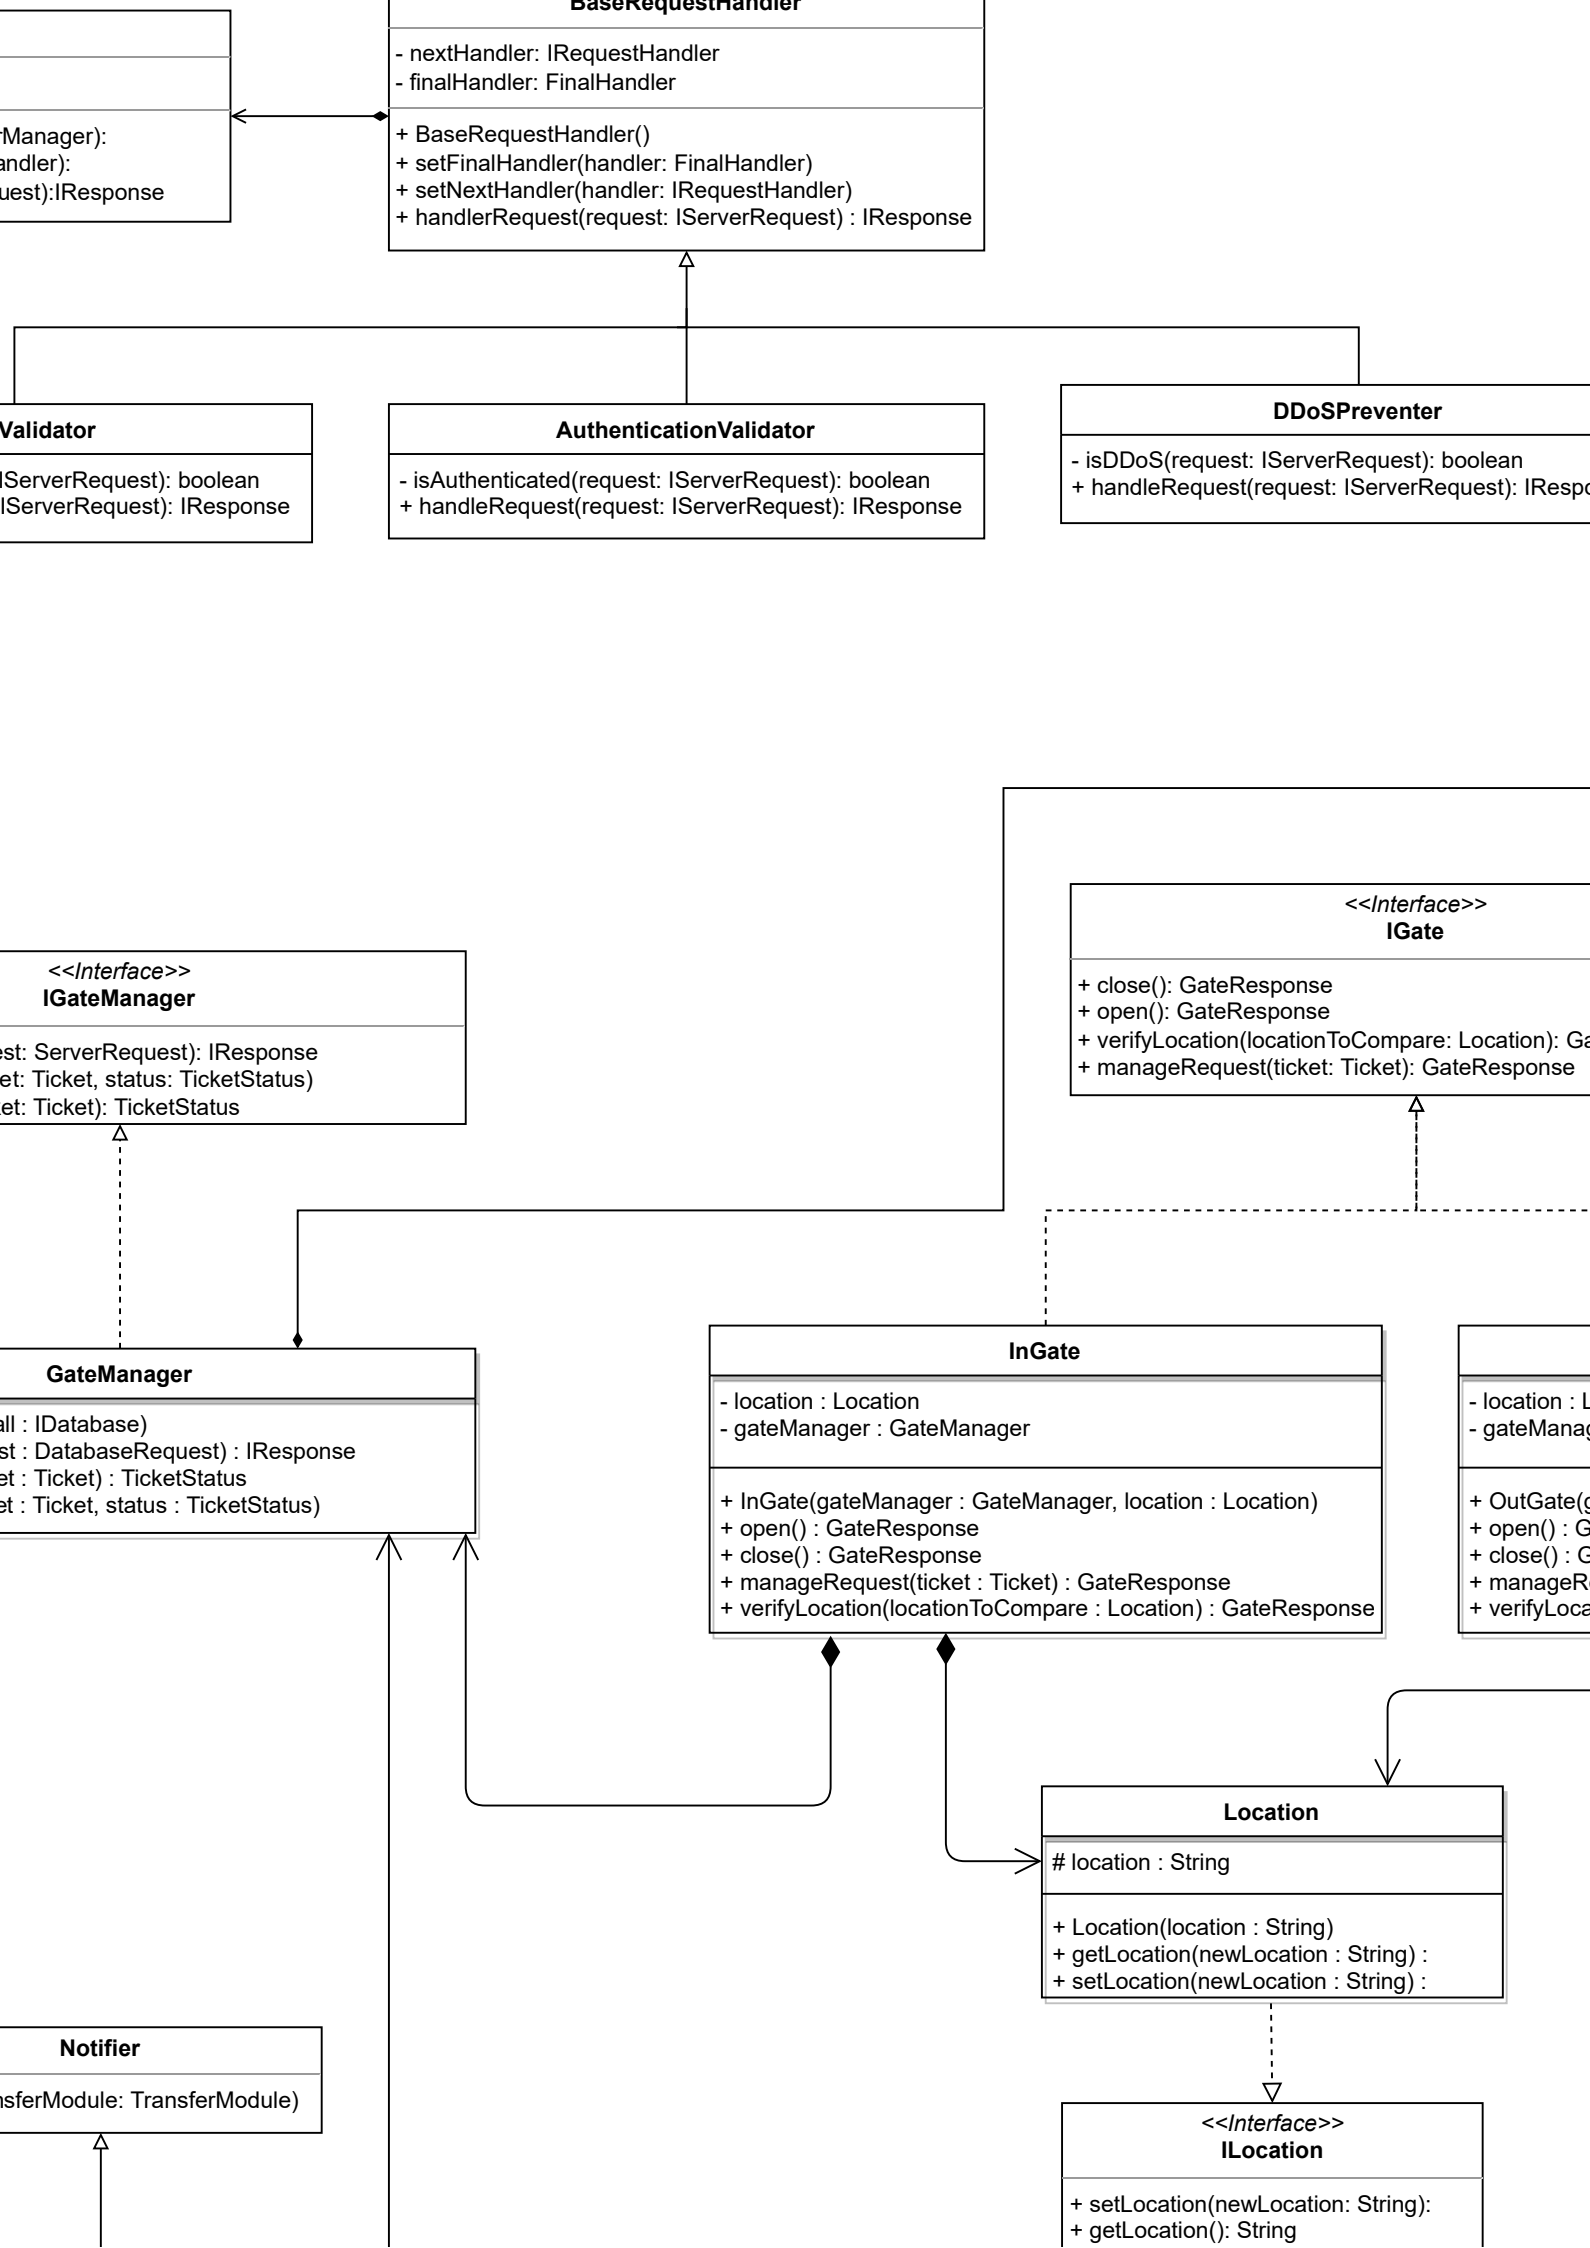 BaseRequestHandler
- nextHandler: IRequestHandler
- finalHandler: FinalHandler
+ BaseRequestHandler()
+ setFinalHandler(handler: FinalHandler)
+ setNextHandler(handler: IRequestHandler)
+ handlerRequest(request: IServerRequest) : IResponse
rManager):
andler):
uest):IResponse
Validator
IServerRequest): boolean
IServerRequest): IResponse
AuthenticationValidator
- isAuthenticated(request: IServerRequest): boolean
+ handleRequest(request: IServerRequest): IResponse
DDoSPreventer
- isDDoS(request: IServerRequest): boolean
+ handleRequest(request: IServerRequest): IRespo
<<Interface>>
IGate
+ close(): GateResponse
+ open(): GateResponse
+ verifyLocation(locationToCompare: Location): Ga
+ manageRequest(ticket: Ticket): GateResponse
<<Interface>>
IGateManager
est: ServerRequest): IResponse
et: Ticket, status: TicketStatus)
ket: Ticket): TicketStatus
GateManager
all : IDatabase)
st : DatabaseRequest) : IResponse
et : Ticket) : TicketStatus
et : Ticket, status : TicketStatus)
InGate
- location : Location
- gateManager : GateManager
+ InGate(gateManager : GateManager, location : Location)
+ open() : GateResponse
+ close() : GateResponse
+ manageRequest(ticket : Ticket) : GateResponse
+ verifyLocation(locationToCompare : Location) : GateResponse
- location : L
- gateManag
+ OutGate(g
+ open() : G
+ close() : G
+ manageRe
+ verifyLoca
Location
# location : String
+ Location(location : String)
+ getLocation(newLocation : String) :
+ setLocation(newLocation : String) :
Notifier
nsferModule: TransferModule)
<<Interface>>
ILocation
+ setLocation(newLocation: String):
+ getLocation(): String